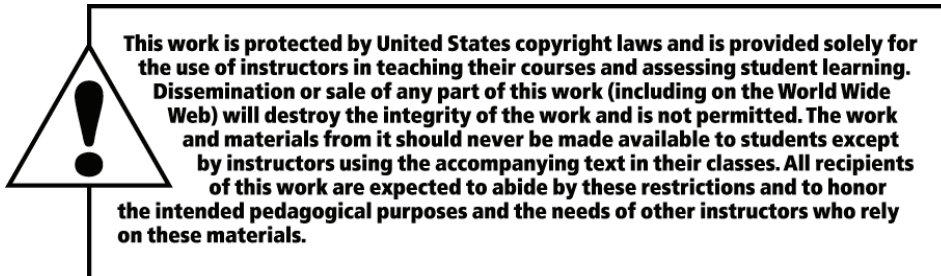 This work is protected by United States copyright laws and is provided solely for
the use of instructors in teaching their courses and assessing student learning.
Dissemination or sale of any part of this work (including on the World Wide
Web) will destroy the integrity of the work and is not permitted. The work
and materials from it should never be made available to students except
by instructors using the accompanying text in their classes. All recipients
of this work are expected to abide by these restrictions and to honor
the intended pedagogical purposes and the needs of other instructors who rely
on these materials.